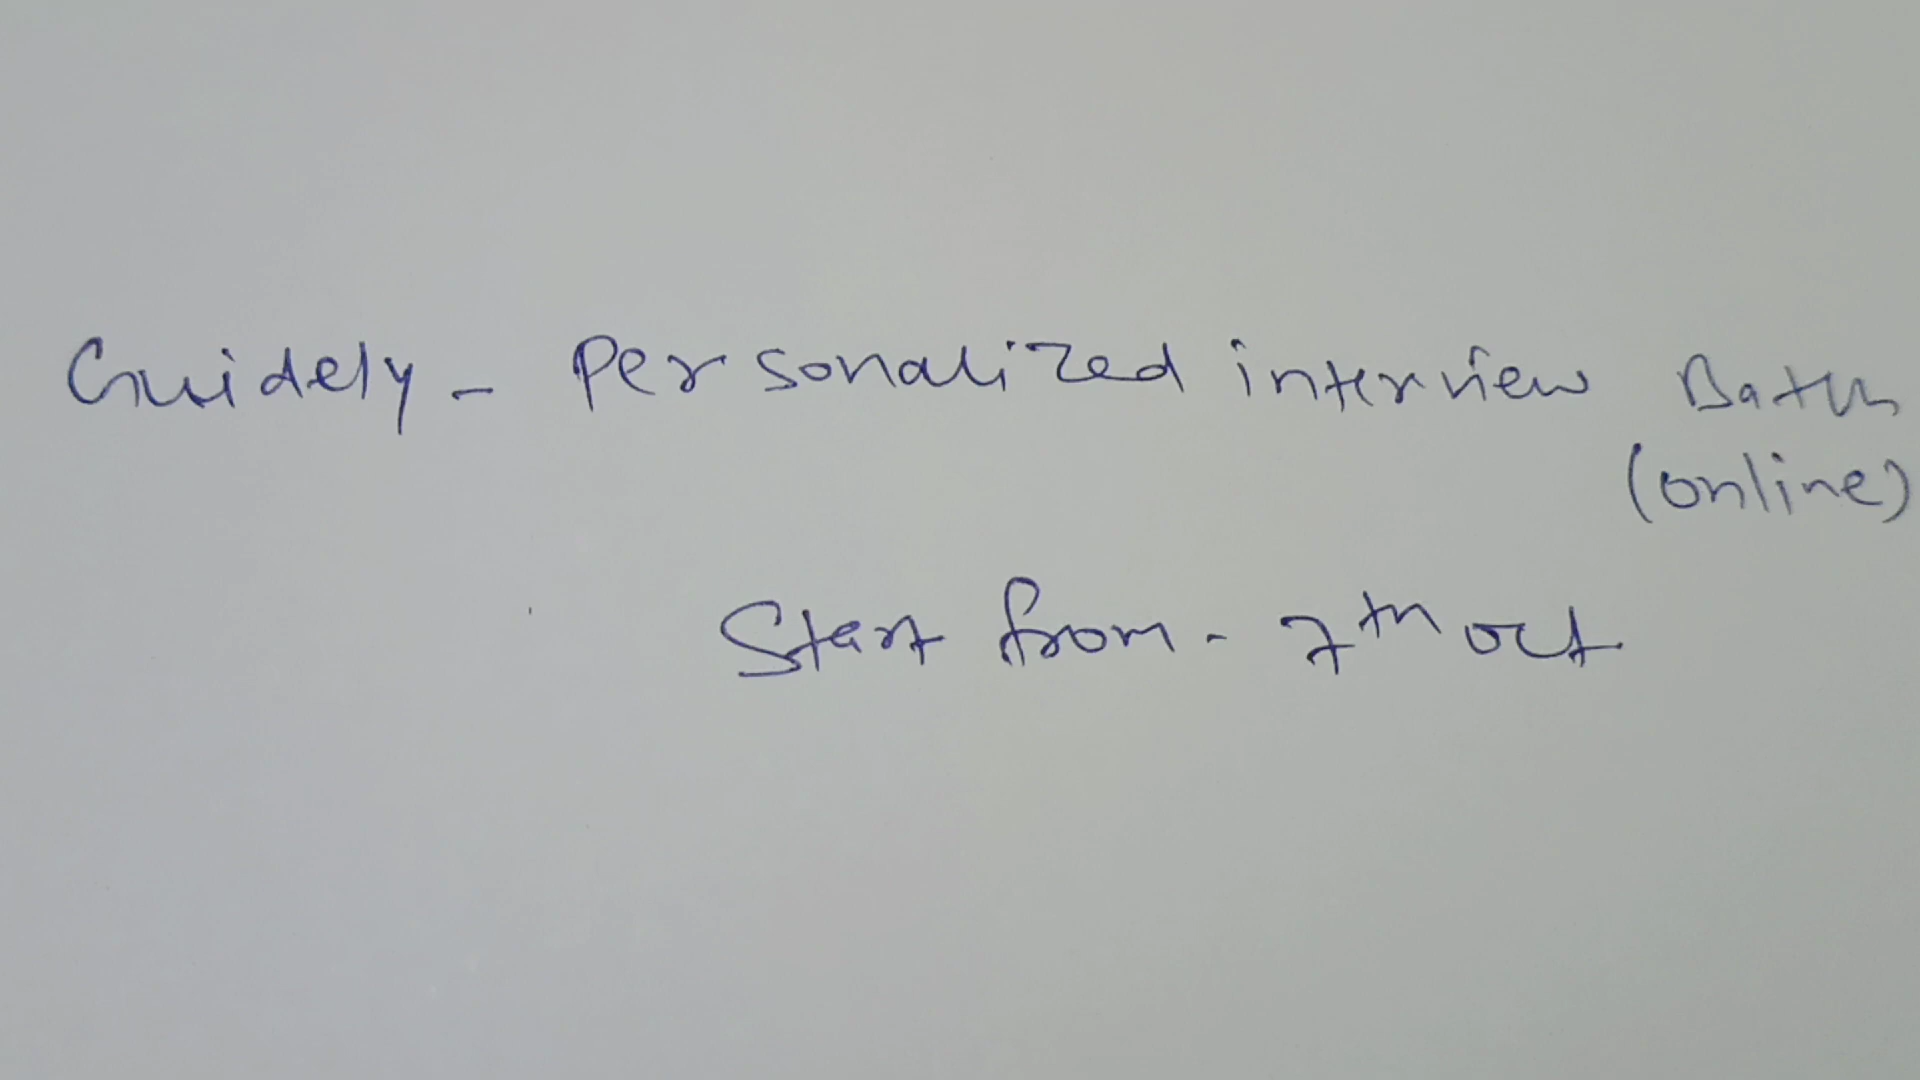 Guidely - Personalized interview Batch
(online)
Start from - 7th oct